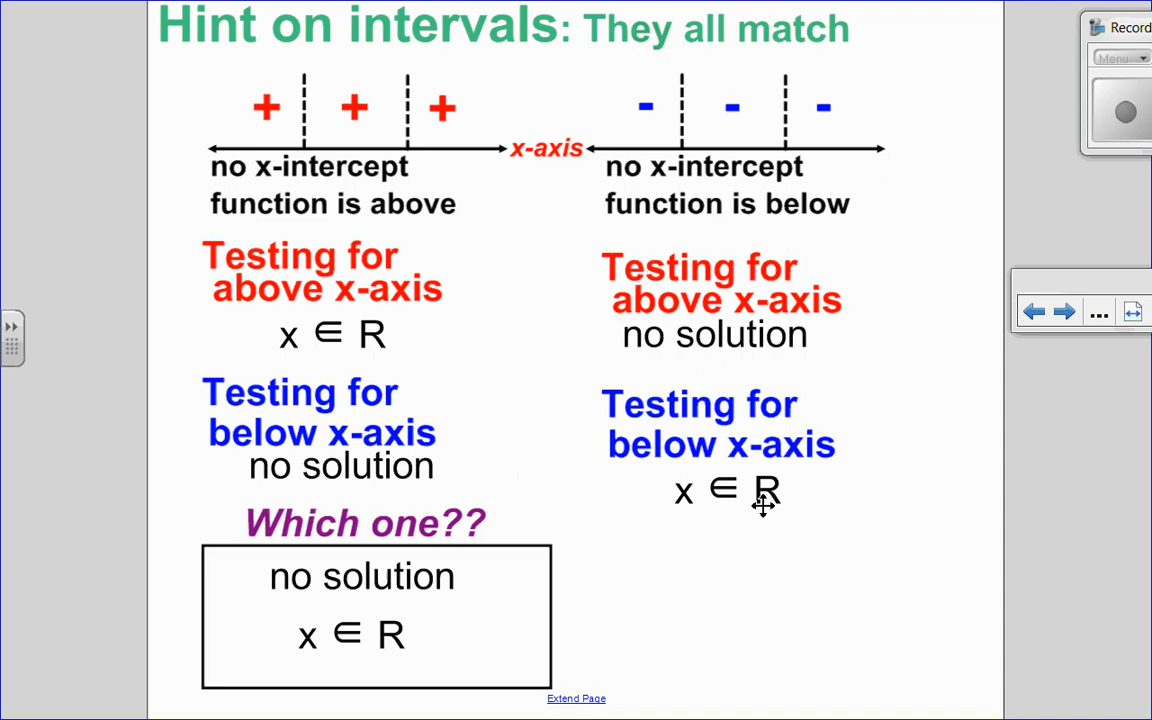 Hint on intervals: They all match
+ + +
- - -
x-axis
no x-intercept
function is above
no x-intercept
function is below
Testing for
above x-axis
x ∈ R
Testing for
above x-axis
no solution
Testing for
below x-axis
no solution
Testing for
below x-axis
x ∈ R
Which one??
no solution
x ∈ R
Extend Page
Record
Menu
...